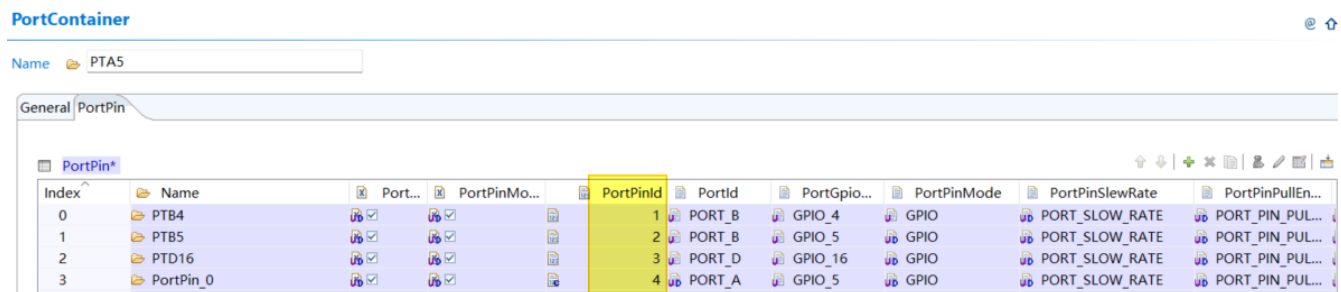 PortContainer
Name PTA5
General PortPin
PortPin*
Index Name Port... PortPinMo... PortPinId PortId PortGpio... PortPinMode PortPinSlewRate PortPinPullEn...
0 PTB4 1 PORT_B GPIO_4 GPIO PORT_SLOW_RATE PORT_PIN_PUL...
1 PTB5 2 PORT_B GPIO_5 GPIO PORT_SLOW_RATE PORT_PIN_PUL...
2 PTD16 3 PORT_D GPIO_16 GPIO PORT_SLOW_RATE PORT_PIN_PUL...
3 PortPin_0 4 PORT_A GPIO_5 GPIO PORT_SLOW_RATE PORT_PIN_PUL...